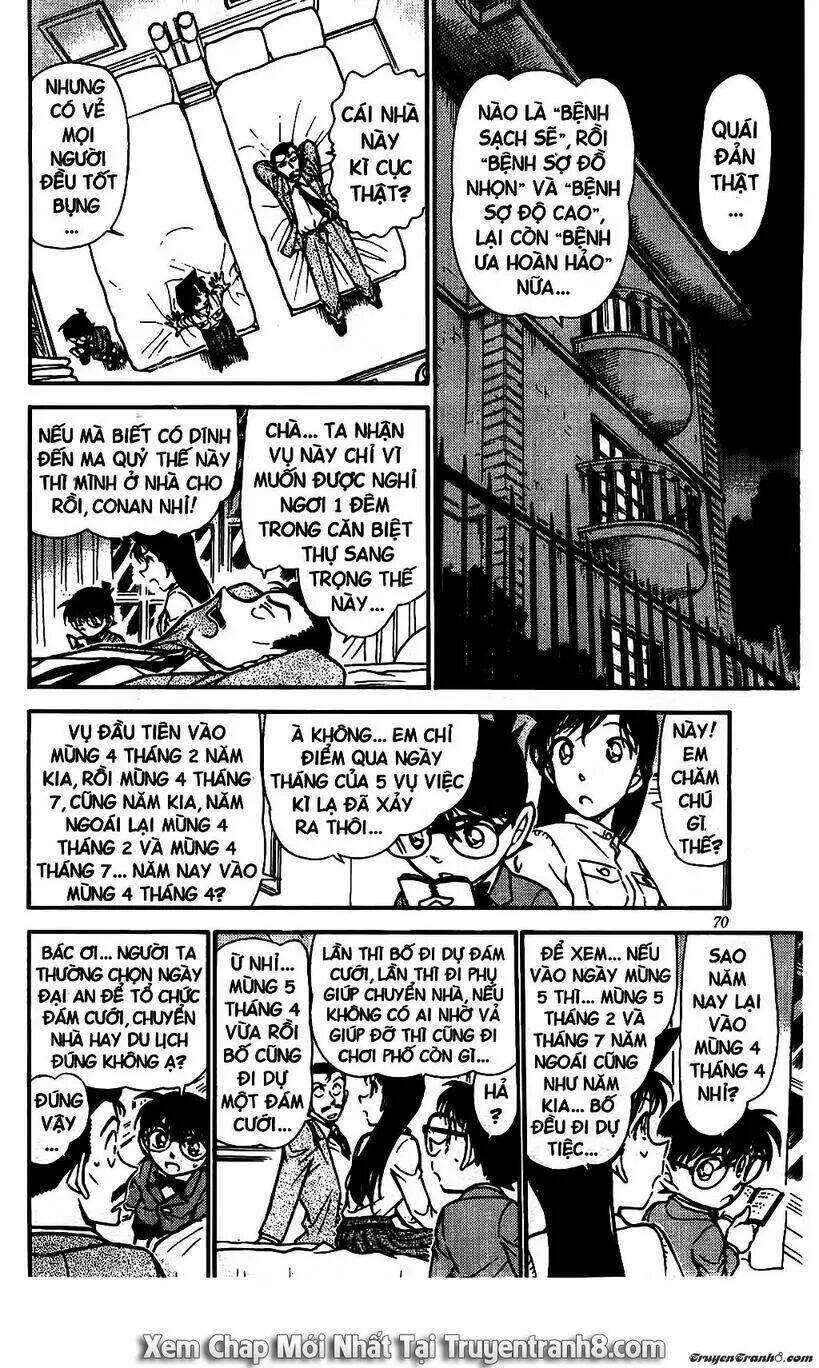 QUÁI
ĐẢN
THẬT
...
NÀO LÀ "BỆNH
SẠCH SẼ", RỒI
"BỆNH SỢ ĐỒ
NHỌN" VÀ "BỆNH
SỢ ĐỘ CAO",
LẠI CÒN "BỆNH
ƯA HOÀN HẢO"
NỮA...
CÁI NHÀ
NÀY
KÌ CỤC
THẬT?
NHƯNG
CÓ VẺ
MỌI
NGƯỜI
ĐỀU TỐT
BỤNG
...
CHÀ... TA NHẬN
VỤ NÀY CHỈ VÌ
MUỐN ĐƯỢC NGHỈ
NGƠI 1 ĐÊM
TRONG CĂN BIỆT
THỰ SANG
TRỌNG THẾ
NÀY...
NẾU MÀ BIẾT CÓ DÍNH
ĐẾN MA QUỶ THẾ NÀY
THÌ MÌNH Ở NHÀ CHO
RỒI, CONAN NHỈ!
NÀY!
EM
CHĂM
CHÚ
GÌ
THẾ?
À KHÔNG... EM CHỈ
ĐIỂM QUA NGÀY
THÁNG CỦA 5 VỤ VIỆC
KÌ LẠ ĐÃ XẢY
RA THÔI...
VỤ ĐẦU TIÊN VÀO
MÙNG 4 THÁNG 2 NĂM
KIA, RỒI MÙNG 4 THÁNG
7, CŨNG NĂM KIA, NĂM
NGOÁI LẠI MÙNG 4
THÁNG 2 VÀ MÙNG 4
THÁNG 7... NĂM NAY VÀO
MÙNG 4 THÁNG 4?
70
SAO
NĂM
NAY LẠI
VÀO
MÙNG 4
THÁNG 4
NHỈ?
ĐỂ XEM... NẾU
VÀO NGÀY MÙNG
5 THÌ... MÙNG 5
THÁNG 2 VÀ
THÁNG 7 NĂM
NGOÁI CŨNG
NHƯ NĂM
KIA... BỐ
ĐỀU ĐI DỰ
TIỆC...
LẦN THÌ BỐ ĐI DỰ ĐÁM
CƯỚI, LẦN THÌ ĐI PHỤ
GIÚP CHUYỂN NHÀ, NẾU
KHÔNG CÓ AI NHỜ VẢ
GIÚP ĐỠ THÌ CŨNG ĐI
CHƠI PHỐ CÒN GÌ...
HẢ
?
Ừ NHỈ...
MÙNG 5
THÁNG 4
VỪA RỒI
BỐ CŨNG
ĐI DỰ
MỘT ĐÁM
CƯỚI...
BÁC ƠI... NGƯỜI TA
THƯỜNG CHỌN NGÀY
ĐẠI AN ĐỂ TỔ CHỨC
ĐÁM CƯỚI, CHUYỂN
NHÀ HAY DU LỊCH
ĐÚNG KHÔNG Ạ?
ĐÚNG
VẬY...
Xem Chap Mới Nhất Tại Truyentranh8.com
TruyenTranh8.com